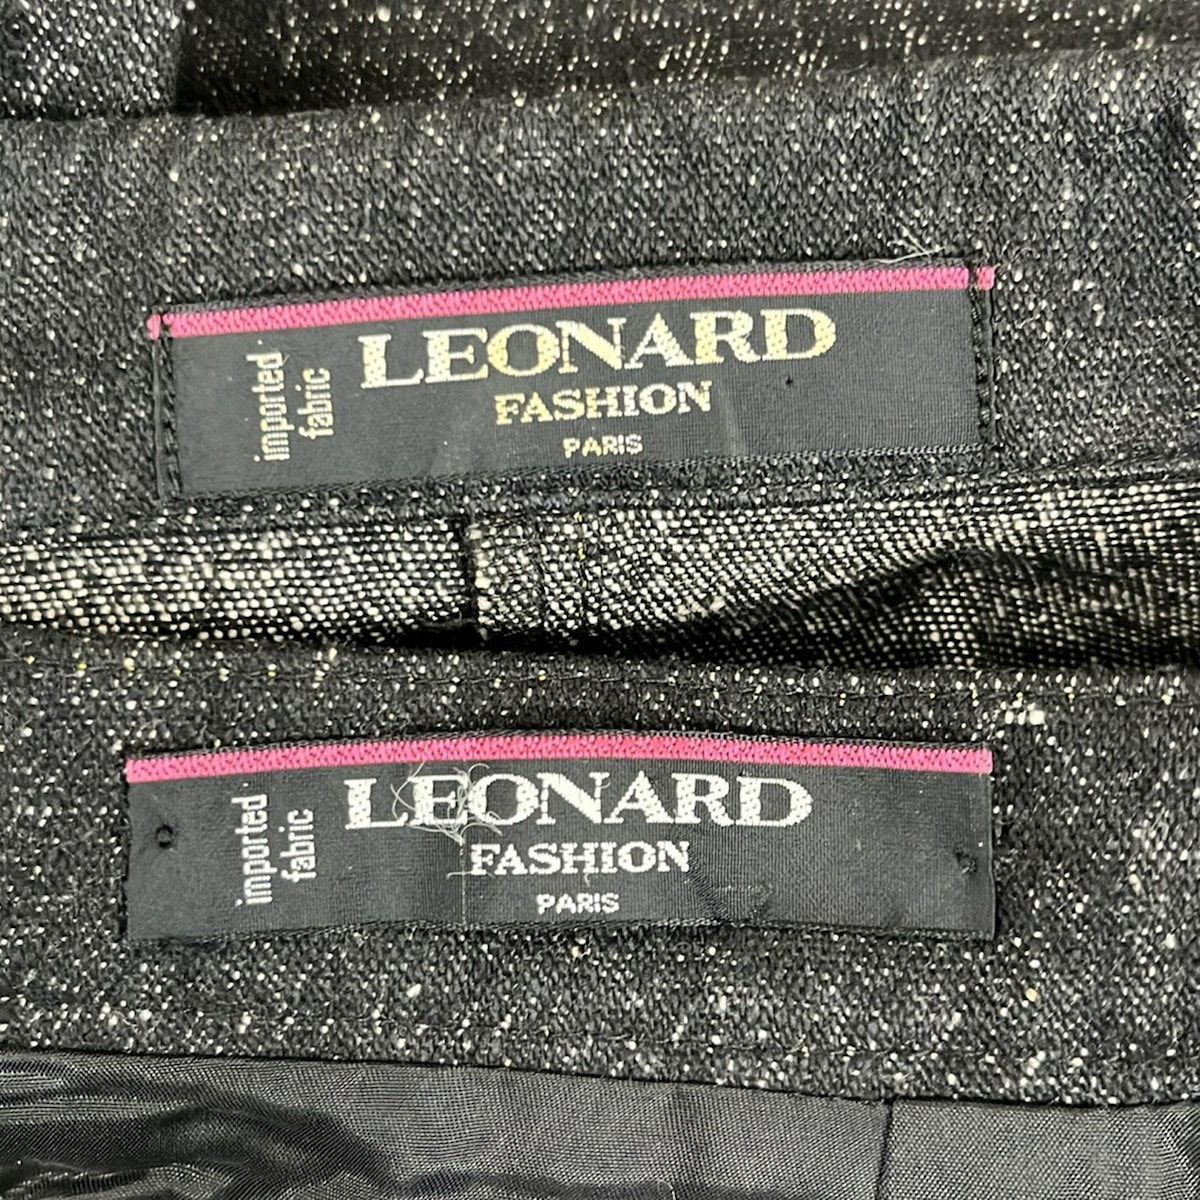 imported
fabric
LEONARD
FASHION
PARIS
imported
fabric
LEONARD
FASHION
PARIS